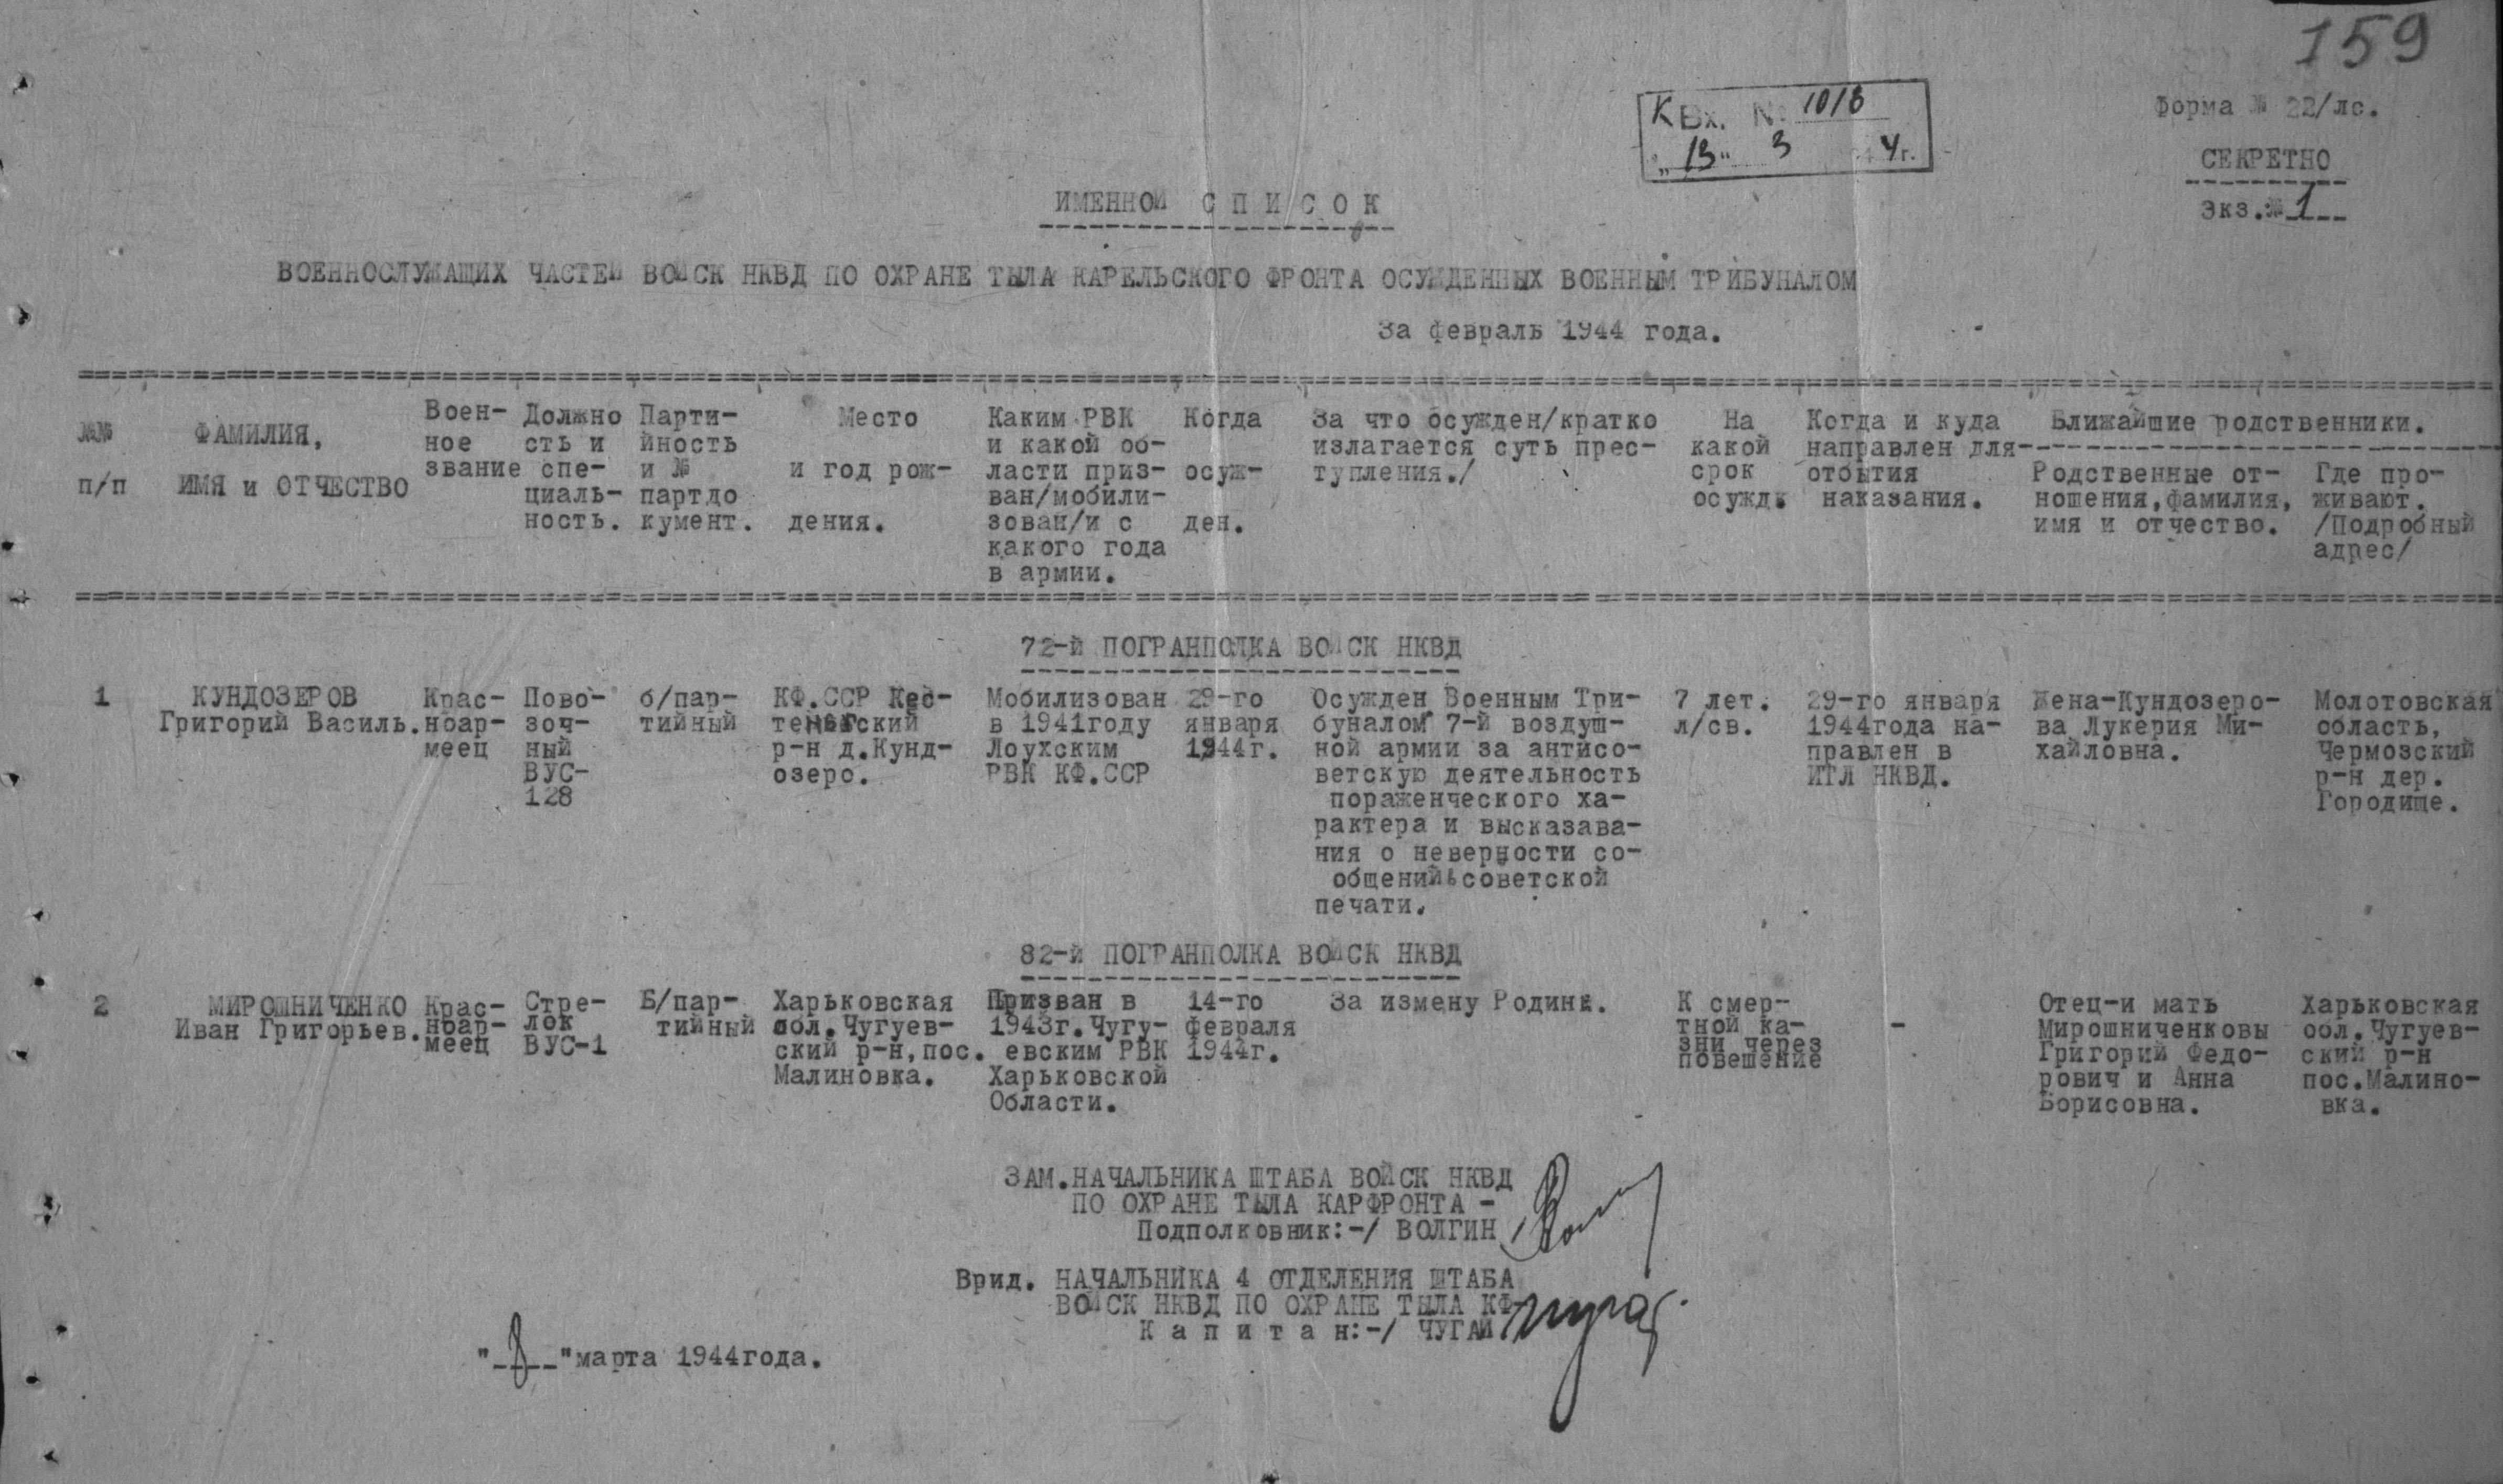 159
К Вх. № 1018
"13" 3 4г.
Форма № 22/лс.
СЕКРЕТНО
Экз.№ 1
ИМЕННОЙ СПИСОК
ВОЕННОСЛУЖАЩИХ ЧАСТЕЙ ВОЙСК НКВД ПО ОХРАНЕ ТЫЛА КАРЕЛЬСКОГО ФРОНТА ОСУЖДЕННЫХ ВОЕННЫМ ТРИБУНАЛОМ
За февраль 1944 года.
№№
п/п
ФАМИЛИЯ,
ИМЯ и ОТЧЕСТВО
Воен-
ное
звание
Должно
сть и
спе-
циаль-
ность.
Парти-
йность
и №
партдо
кумент.
Место
и год рож-
дения.
Каким РВК
и какой об-
ласти приз-
ван/мобили-
зован/и с
какого года
в армии.
Когда
осуж-
ден.
За что осужден/кратко
излагается суть прес-
тупления./
На
какой
срок
осужд.
Когда и куда
направлен для
отбытия
наказания.
Ближайшие родственники.
Родственные от-
ношения,фамилия,
имя и отчество.
Где про-
живают.
/Подробный
адрес/
72-й ПОГРАНПОЛКА ВОЙСК НКВД
1
КУНДОЗЕРОВ
Григорий Василь.
Крас-
ноар-
меец
Пово-
зоч-
ный
ВУС-
128
б/пар-
тийный
КФ.ССР Кес-
теньгский
р-н д.Кунд-
озеро.
Мобилизован
в 1941году
Лоухским
РВК КФ.ССР
29-го
января
1944г.
Осужден Военным Три-
буналом 7-й воздуш-
ной армии за антисо-
ветскую деятельность
пораженческого ха-
рактера и высказава-
ния о неверности со-
общений советской
печати.
7 лет.
л/св.
29-го января
1944года на-
правлен в
ИТЛ НКВД.
Жена-Кундозеро-
ва Лукерия Ми-
хайловна.
Молотовская
область,
Чермозский
р-н дер.
Городище.
82-й ПОГРАНПОЛКА ВОЙСК НКВД
2
МИРОШНИЧЕНКО
Иван Григорьев.
Крас-
ноар-
меец
Стре-
лок
ВУС-1
Б/пар-
тийный
Харьковская
обл.Чугуев-
ский р-н,пос.
Малиновка.
Призван в
1943г.Чугу-
евским РВК
Харьковской
Области.
14-го
февраля
1944г.
За измену Родине.
К смер-
тной ка-
зни через
повешение
-
Отец-и мать
Мирошниченковы
Григорий Федо-
рович и Анна
Борисовна.
Харьковская
обл.Чугуев-
ский р-н
пос.Малино-
вка.
ЗАМ.НАЧАЛЬНИКА ШТАБА ВОЙСК НКВД
ПО ОХРАНЕ ТЫЛА КАРФРОНТА -
Подполковник:-/ ВОЛГИН /
Врид. НАЧАЛЬНИКА 4 ОТДЕЛЕНИЯ ШТАБА
ВОЙСК НКВД ПО ОХРАНЕ ТЫЛА КФ
Капитан:-/ ЧУГАЙ
"8"марта 1944года.